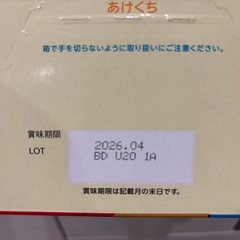 あけくち
箱で手を切らないように取り扱いにご注意ください。
賞味期限 2026.04
LOT BD U20 1A
賞味期限は記載月の末日です。